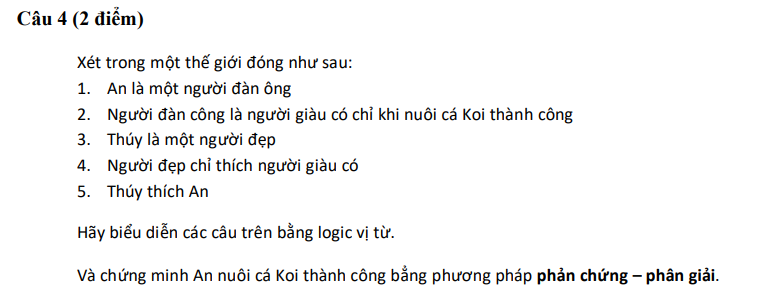 Câu 4 (2 điểm)
Xét trong một thế giới đóng như sau:
1. An là một người đàn ông
2. Người đàn công là người giàu có chỉ khi nuôi cá Koi thành công
3. Thúy là một người đẹp
4. Người đẹp chỉ thích người giàu có
5. Thúy thích An
Hãy biểu diễn các câu trên bằng logic vị từ.
Và chứng minh An nuôi cá Koi thành công bằng phương pháp phản chứng – phân giải.